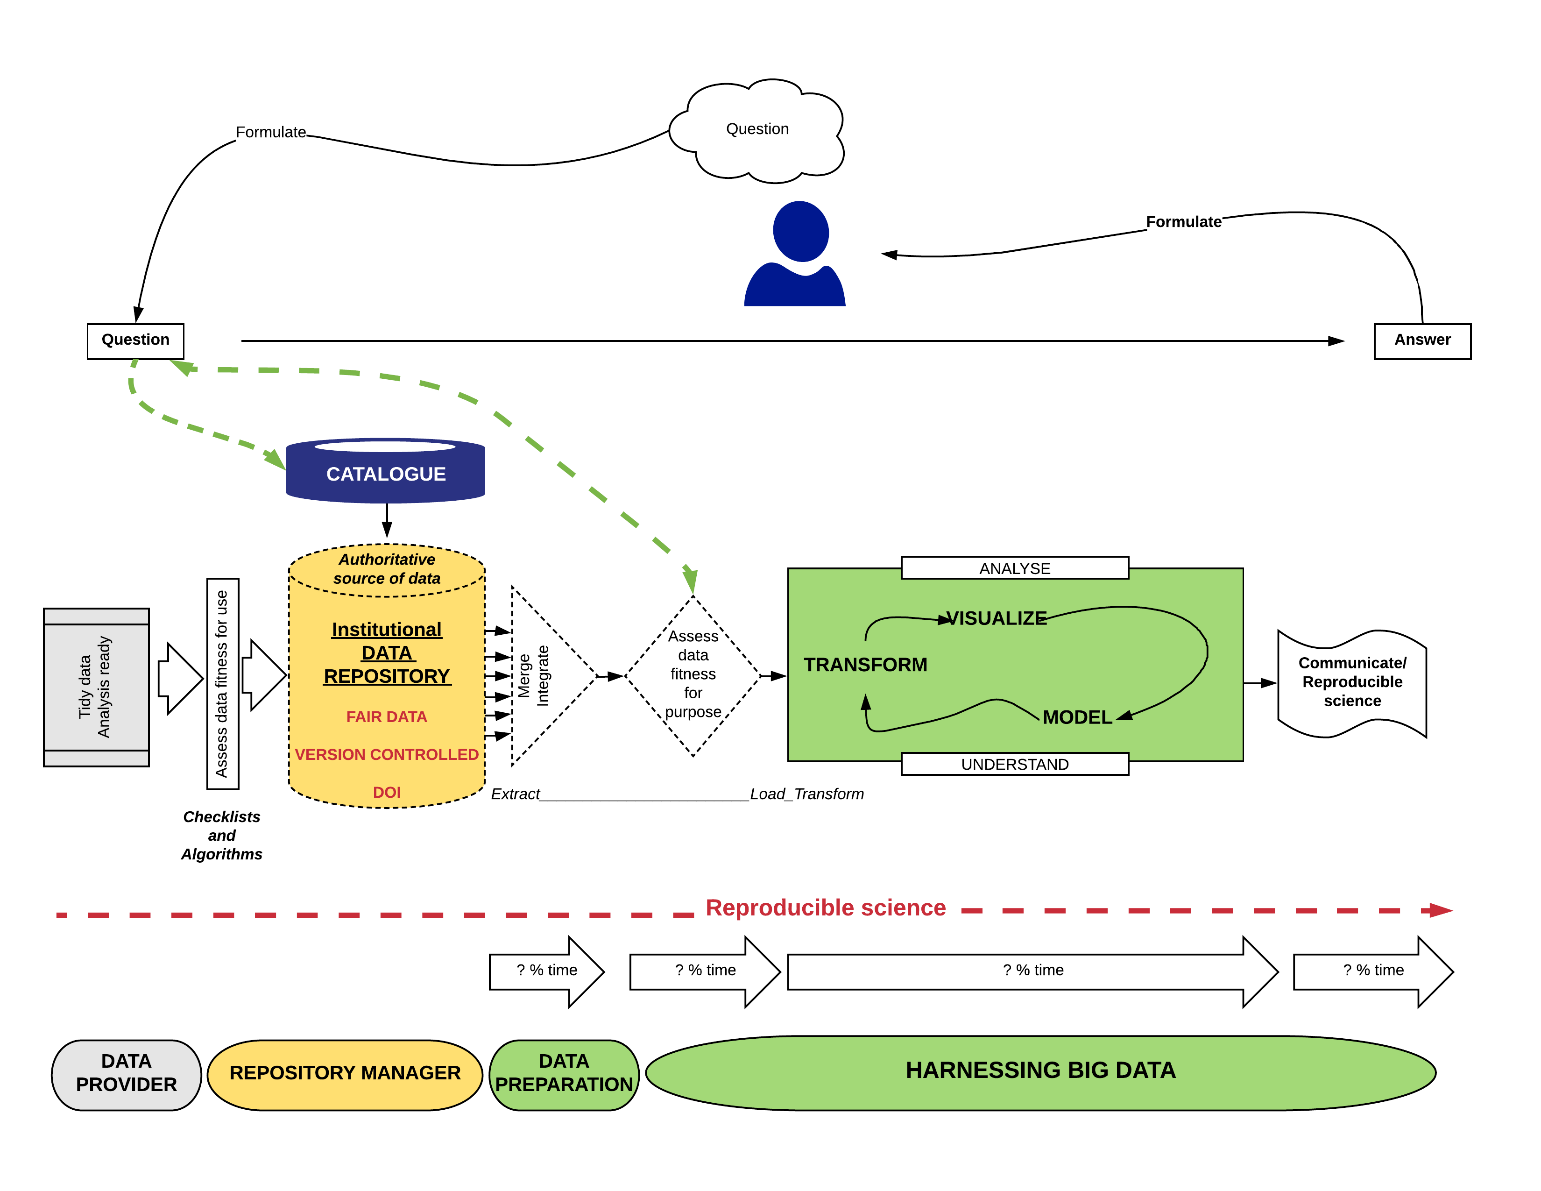 Question
Formulate
Formulate
Question
Answer
CATALOGUE
Authoritative
source of data
Institutional
DATA
REPOSITORY
FAIR DATA
VERSION CONTROLLED
DOI
Tidy data
Analysis ready
Assess data fitness for use
Checklists
and
Algorithms
Merge
Integrate
Assess
data
fitness
for
purpose
Extract________________________Load_Transform
ANALYSE
VISUALIZE
TRANSFORM
MODEL
UNDERSTAND
Communicate/
Reproducible
science
Reproducible science
? % time
? % time
? % time
? % time
DATA
PROVIDER
REPOSITORY MANAGER
DATA
PREPARATION
HARNESSING BIG DATA